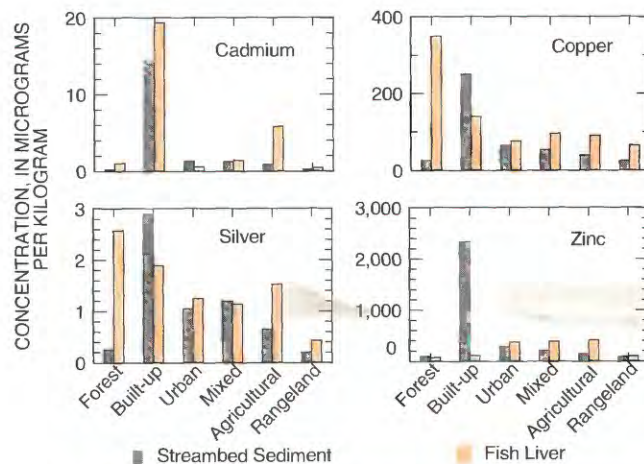 CONCENTRATION, IN MICROGRAMS
PER KILOGRAM
20
10
0
Cadmium
400
200
0
Copper
3
2
1
0
Silver
3,000
2,000
1,000
0
Zinc
Forest
Built-up
Urban
Mixed
Agricultural
Rangeland
Forest
Built-up
Urban
Mixed
Agricultural
Rangeland
Streambed Sediment
Fish Liver